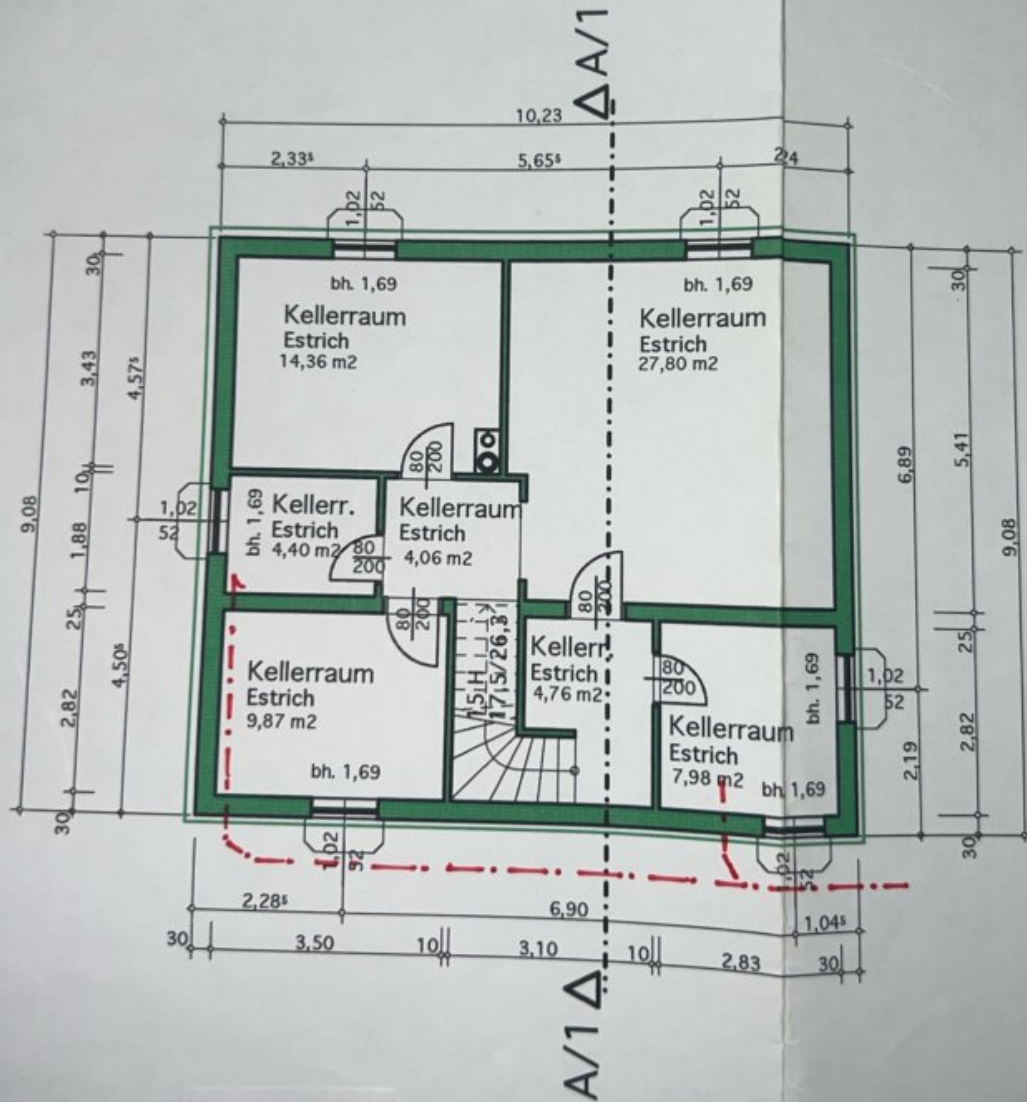 A/1
10,23
2,33⁵
5,65⁵
2,24
1,02
52
1,02
52
30
3,43
10
1,88
25
2,82
30
4,57⁵
4,50⁵
9,08
bh. 1,69
bh. 1,69
Kellerraum
Estrich
14,36 m2
Kellerraum
Estrich
27,80 m2
80
200
1,02
52
bh. 1,69
Kellerr.
Estrich
4,40 m2
80
200
Kellerraum
Estrich
4,06 m2
80
200
80
200
Kellerraum
Estrich
9,87 m2
bh. 1,69
15 H
17,5/26,3
Kellerr.
Estrich
4,76 m2
80
200
Kellerraum
Estrich
7,98 m2
bh. 1,69
bh. 1,69
1,02
52
30
5,41
25
2,82
30
6,89
2,19
9,08
1,02
52
1,02
52
2,28⁵
6,90
1,04⁵
30
3,50
10
3,10
10
2,83
30
A/1